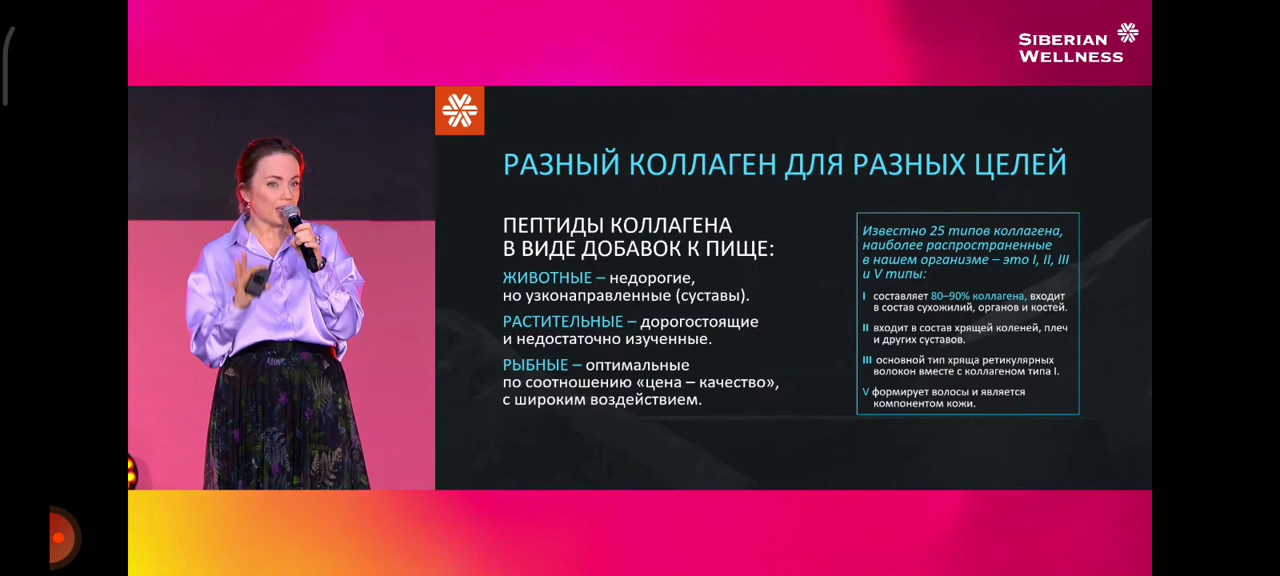 SIBERIAN
WELLNESS
РАЗНЫЙ КОЛЛАГЕН ДЛЯ РАЗНЫХ ЦЕЛЕЙ
ПЕПТИДЫ КОЛЛАГЕНА
В ВИДЕ ДОБАВОК К ПИЩЕ:
ЖИВОТНЫЕ – недорогие,
но узконаправленные (суставы).
РАСТИТЕЛЬНЫЕ – дорогостоящие
и недостаточно изученные.
РЫБНЫЕ – оптимальные
по соотношению «цена – качество»,
с широким воздействием.
Известно 25 типов коллагена,
наиболее распространенные
в нашем организме – это I, II, III
и V типы:
I составляет 80–90% коллагена, входит
в состав сухожилий, органов и костей.
II входит в состав хрящей коленей, плеч
и других суставов.
III основной тип хряща ретикулярных
волокон вместе с коллагеном типа I.
V формирует волосы и является
компонентом кожи.